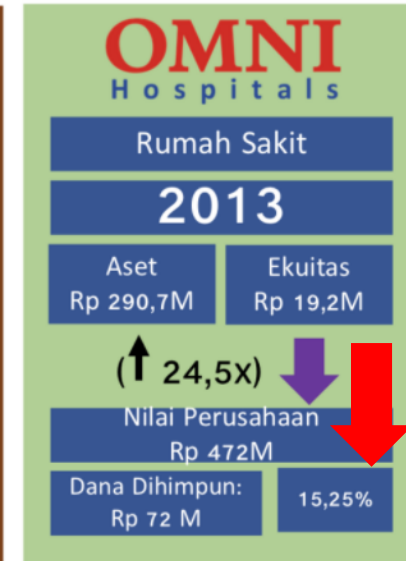 OMNI
Hospitals
Rumah Sakit
2013
Aset
Rp 290,7M
Ekuitas
Rp 19,2M
(↑ 24,5x)
Nilai Perusahaan
Rp 472M
Dana Dihimpun:
Rp 72 M
15,25%